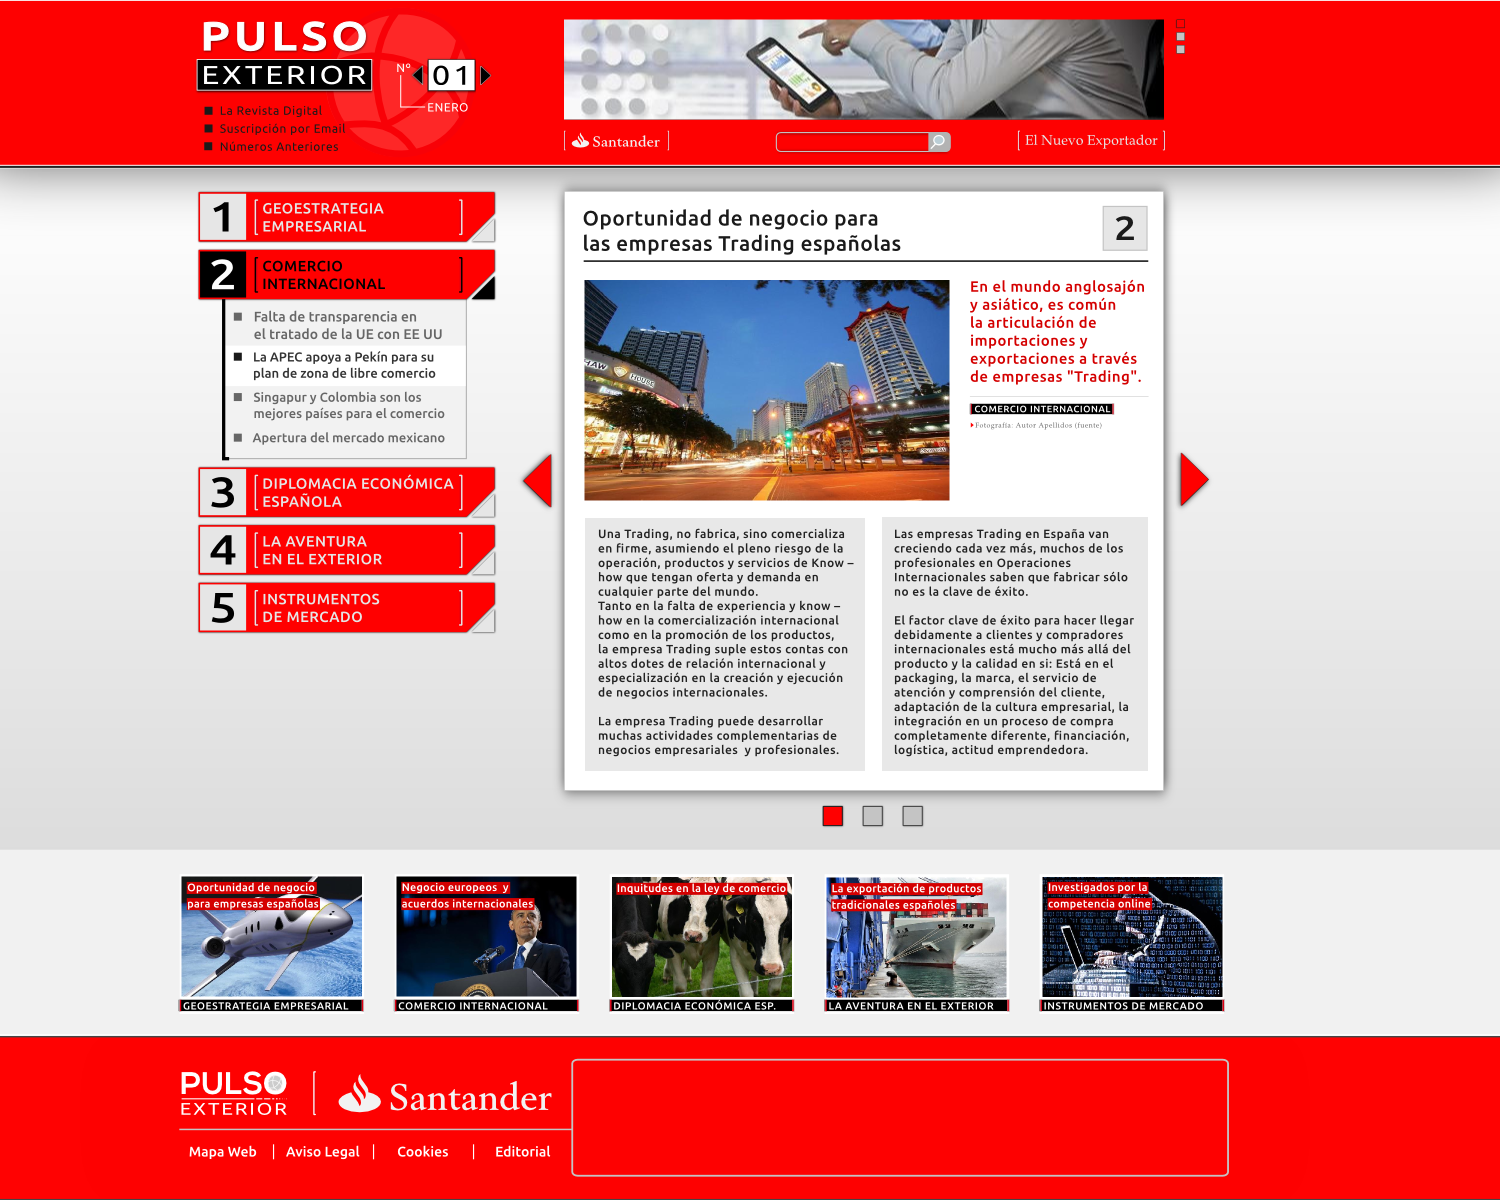 PULSO
EXTERIOR
Nº
01
ENERO
La Revista Digital
Suscripción por Email
Números Anteriores
Santander
El Nuevo Exportador
1
GEOESTRATEGIA
EMPRESARIAL
2
COMERCIO
INTERNACIONAL
Falta de transparencia en
el tratado de la UE con EE UU
La APEC apoya a Pekín para su
plan de zona de libre comercio
Singapur y Colombia son los
mejores países para el comercio
Apertura del mercado mexicano
3
DIPLOMACIA ECONÓMICA
ESPAÑOLA
4
LA AVENTURA
EN EL EXTERIOR
5
INSTRUMENTOS
DE MERCADO
Oportunidad de negocio para
las empresas Trading españolas
2
HOUSE
En el mundo anglosajón
y asiático, es común
la articulación de
importaciones y
exportaciones a través
de empresas "Trading".
COMERCIO INTERNACIONAL
Fotografía: Autor Apellidos (fuente)
Una Trading, no fabrica, sino comercializa
en firme, asumiendo el pleno riesgo de la
operación, productos y servicios de Know –
how que tengan oferta y demanda en
cualquier parte del mundo.
Tanto en la falta de experiencia y know –
how en la comercialización internacional
como en la promoción de los productos,
la empresa Trading suple estos contas con
altos dotes de relación internacional y
especialización en la creación y ejecución
de negocios internacionales.
La empresa Trading puede desarrollar
muchas actividades complementarias de
negocios empresariales  y profesionales.
Las empresas Trading en España van
creciendo cada vez más, muchos de los
profesionales en Operaciones
Internacionales saben que fabricar sólo
no es la clave de éxito.
El factor clave de éxito para hacer llegar
debidamente a clientes y compradores
internacionales está mucho más allá del
producto y la calidad en si: Está en el
packaging, la marca, el servicio de
atención y comprensión del cliente,
adaptación de la cultura empresarial, la
integración en un proceso de compra
completamente diferente, financiación,
logística, actitud emprendedora.
Oportunidad de negocio
para empresas españolas
GEOESTRATEGIA EMPRESARIAL
Negocio europeos  y
acuerdos internacionales
COMERCIO INTERNACIONAL
Inquitudes en la ley de comercio
DIPLOMACIA ECONÓMICA ESP.
La exportación de productos
tradicionales españoles
LA AVENTURA EN EL EXTERIOR
Investigados por la
competencia online
INSTRUMENTOS DE MERCADO
PULSO
EXTERIOR
Santander
Mapa Web
Aviso Legal
Cookies
Editorial